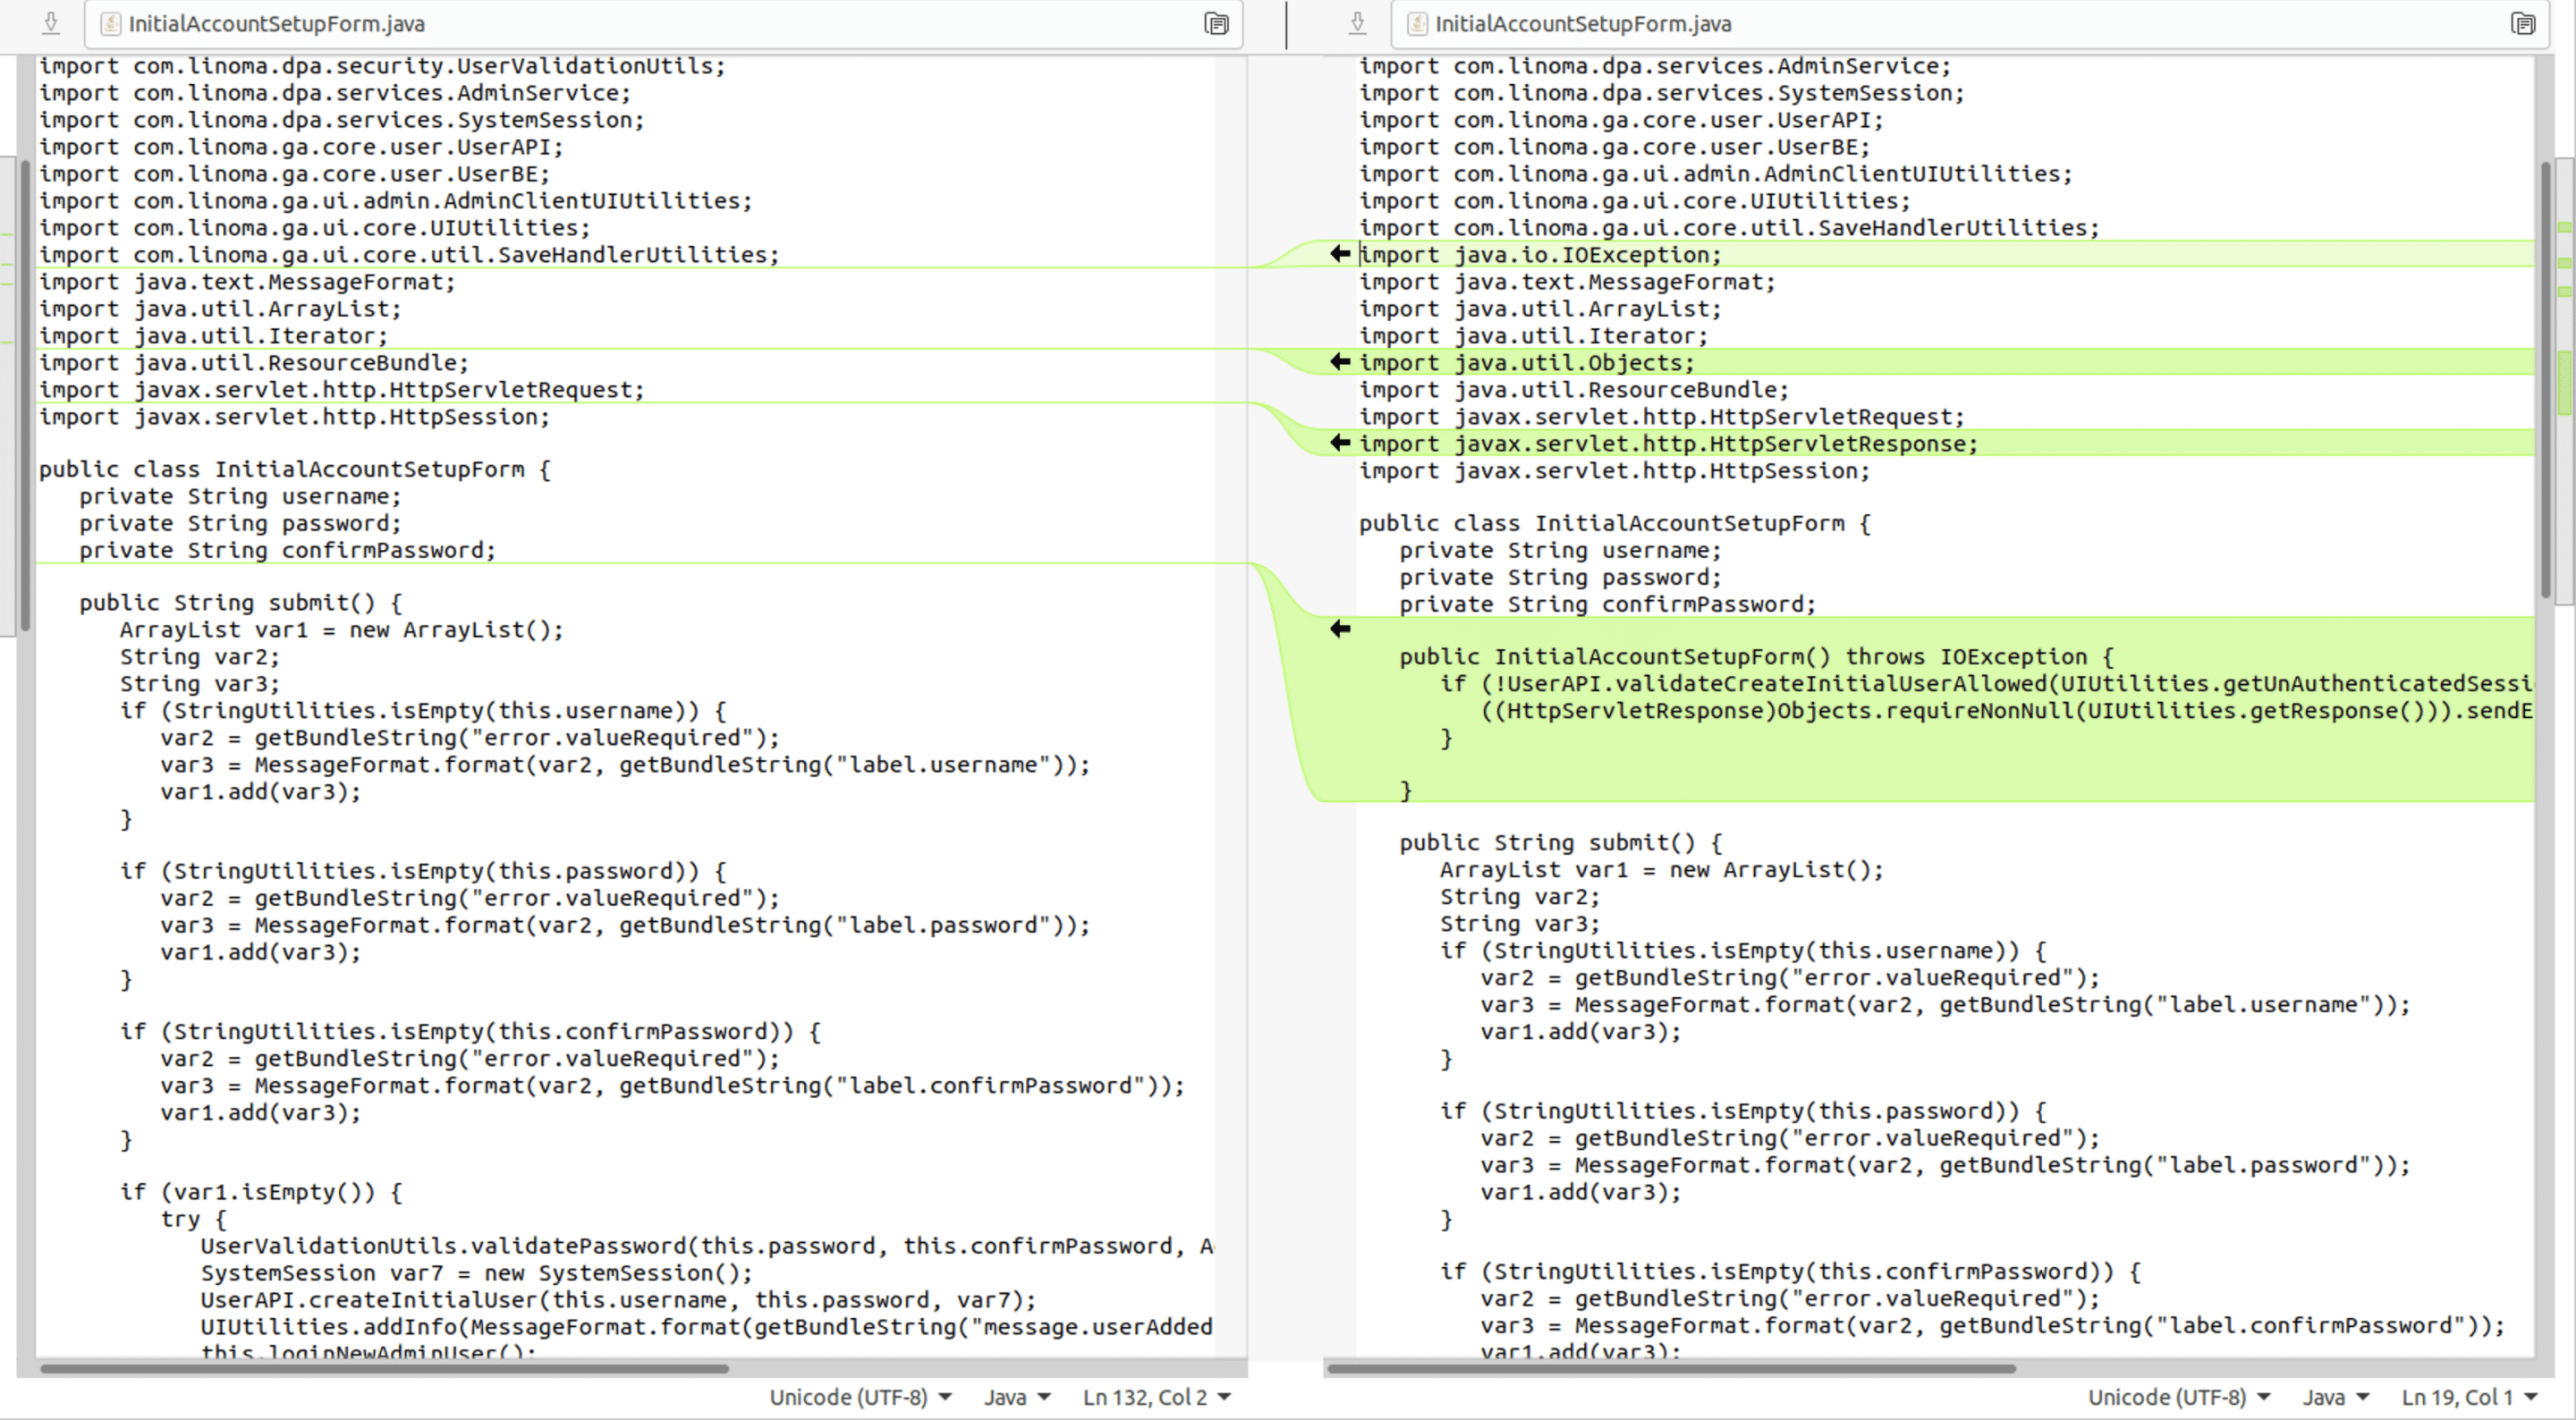 InitialAccountSetupForm.java
import com.linoma.dpa.security.UserValidationUtils;
import com.linoma.dpa.services.AdminService;
import com.linoma.dpa.services.SystemSession;
import com.linoma.ga.core.user.UserAPI;
import com.linoma.ga.core.user.UserBE;
import com.linoma.ga.ui.admin.AdminClientUIUtilities;
import com.linoma.ga.ui.core.UIUtilities;
import com.linoma.ga.ui.core.util.SaveHandlerUtilities;
import java.text.MessageFormat;
import java.util.ArrayList;
import java.util.Iterator;
import java.util.ResourceBundle;
import javax.servlet.http.HttpServletRequest;
import javax.servlet.http.HttpSession;
public class InitialAccountSetupForm {
private String username;
private String password;
private String confirmPassword;
public String submit() {
ArrayList var1 = new ArrayList();
String var2;
String var3;
if (StringUtilities.isEmpty(this.username)) {
var2 = getBundleString("error.valueRequired");
var3 = MessageFormat.format(var2, getBundleString("label.username"));
var1.add(var3);
}
if (StringUtilities.isEmpty(this.password)) {
var2 = getBundleString("error.valueRequired");
var3 = MessageFormat.format(var2, getBundleString("label.password"));
var1.add(var3);
}
if (StringUtilities.isEmpty(this.confirmPassword)) {
var2 = getBundleString("error.valueRequired");
var3 = MessageFormat.format(var2, getBundleString("label.confirmPassword"));
var1.add(var3);
}
if (var1.isEmpty()) {
try {
UserValidationUtils.validatePassword(this.password, this.confirmPassword, A
SystemSession var7 = new SystemSession();
UserAPI.createInitialUser(this.username, this.password, var7);
UIUtilities.addInfo(MessageFormat.format(getBundleString("message.userAdded
this.loginNewAdminUser();
Unicode (UTF-8) Java Ln 132, Col 2
InitialAccountSetupForm.java
import com.linoma.dpa.services.AdminService;
import com.linoma.dpa.services.SystemSession;
import com.linoma.ga.core.user.UserAPI;
import com.linoma.ga.core.user.UserBE;
import com.linoma.ga.ui.admin.AdminClientUIUtilities;
import com.linoma.ga.ui.core.UIUtilities;
import com.linoma.ga.ui.core.util.SaveHandlerUtilities;
import java.io.IOException;
import java.text.MessageFormat;
import java.util.ArrayList;
import java.util.Iterator;
import java.util.Objects;
import java.util.ResourceBundle;
import javax.servlet.http.HttpServletRequest;
import javax.servlet.http.HttpServletResponse;
import javax.servlet.http.HttpSession;
public class InitialAccountSetupForm {
private String username;
private String password;
private String confirmPassword;
public InitialAccountSetupForm() throws IOException {
if (!UserAPI.validateCreateInitialUserAllowed(UIUtilities.getUnAuthenticatedSessi
((HttpServletResponse)Objects.requireNonNull(UIUtilities.getResponse())).sendE
}
}
public String submit() {
ArrayList var1 = new ArrayList();
String var2;
String var3;
if (StringUtilities.isEmpty(this.username)) {
var2 = getBundleString("error.valueRequired");
var3 = MessageFormat.format(var2, getBundleString("label.username"));
var1.add(var3);
}
if (StringUtilities.isEmpty(this.password)) {
var2 = getBundleString("error.valueRequired");
var3 = MessageFormat.format(var2, getBundleString("label.password"));
var1.add(var3);
}
if (StringUtilities.isEmpty(this.confirmPassword)) {
var2 = getBundleString("error.valueRequired");
var3 = MessageFormat.format(var2, getBundleString("label.confirmPassword"));
var1.add(var3);
Unicode (UTF-8) Java Ln 19, Col 1